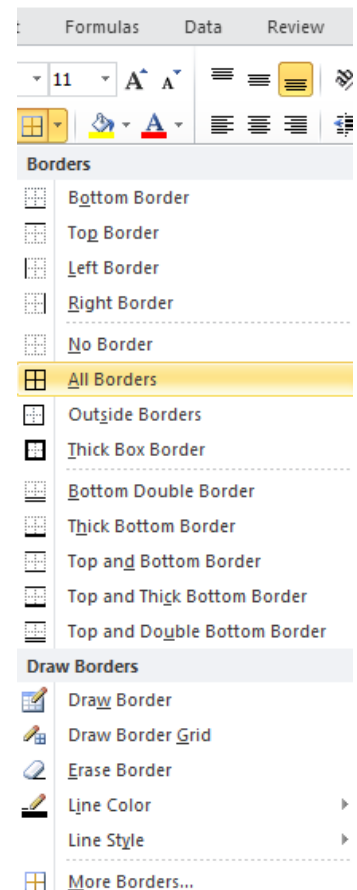 Formulas Data Review
11 A A
A
Borders
Bottom Border
Top Border
Left Border
Right Border
No Border
All Borders
Outside Borders
Thick Box Border
Bottom Double Border
Thick Bottom Border
Top and Bottom Border
Top and Thick Bottom Border
Top and Double Bottom Border
Draw Borders
Draw Border
Draw Border Grid
Erase Border
Line Color
Line Style
More Borders...